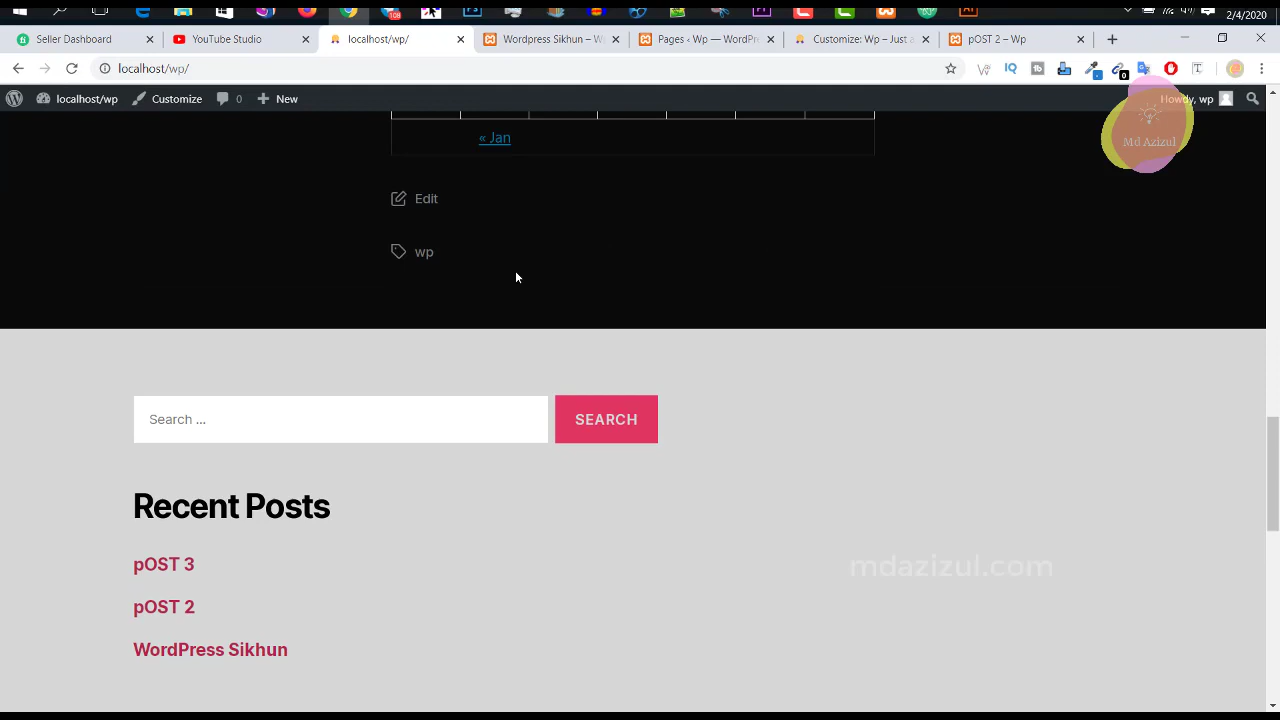 108
2/4/2020
Seller Dashboard
YouTube Studio
localhost/wp/
Wordpress Sikhun – W
Pages ‹ Wp — WordPr
Customize: Wp – Just a
pOST 2 – Wp
localhost/wp/
0
localhost/wp
Customize
0
New
Howdy, wp
Md Azizul
« Jan
Edit
wp
Search ...
SEARCH
Recent Posts
pOST 3
mdazizul.com
pOST 2
WordPress Sikhun